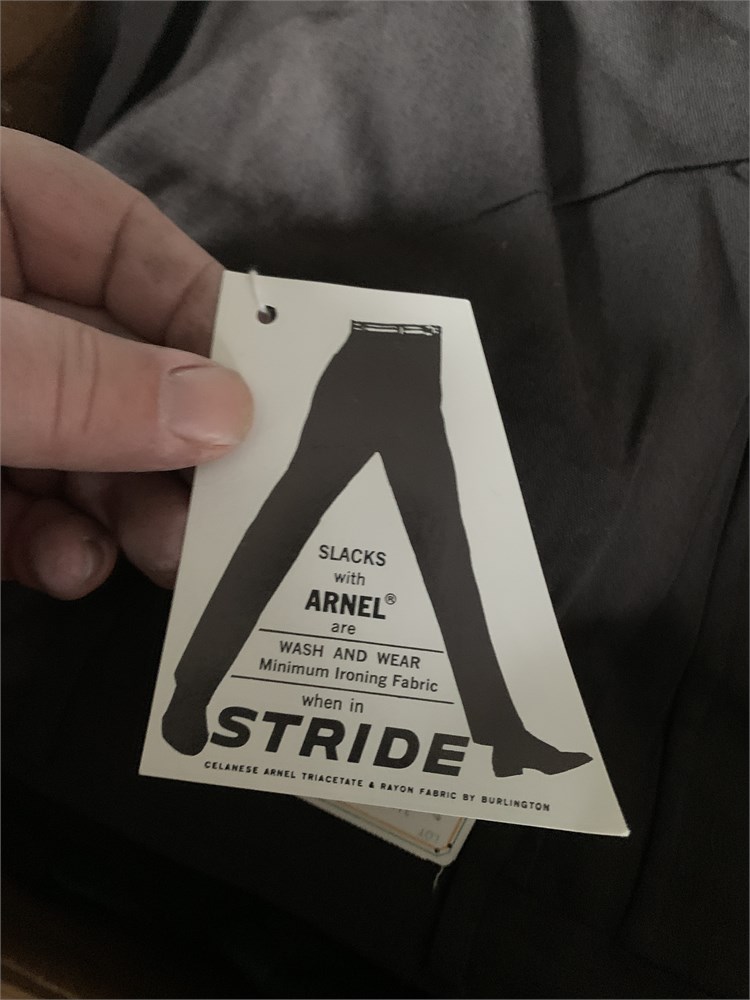 SLACKS
with
ARNEL®
are
WASH AND WEAR
Minimum Ironing Fabric
when in
STRIDE
CELANESE ARNEL TRIACETATE & RAYON FABRIC BY BURLINGTON